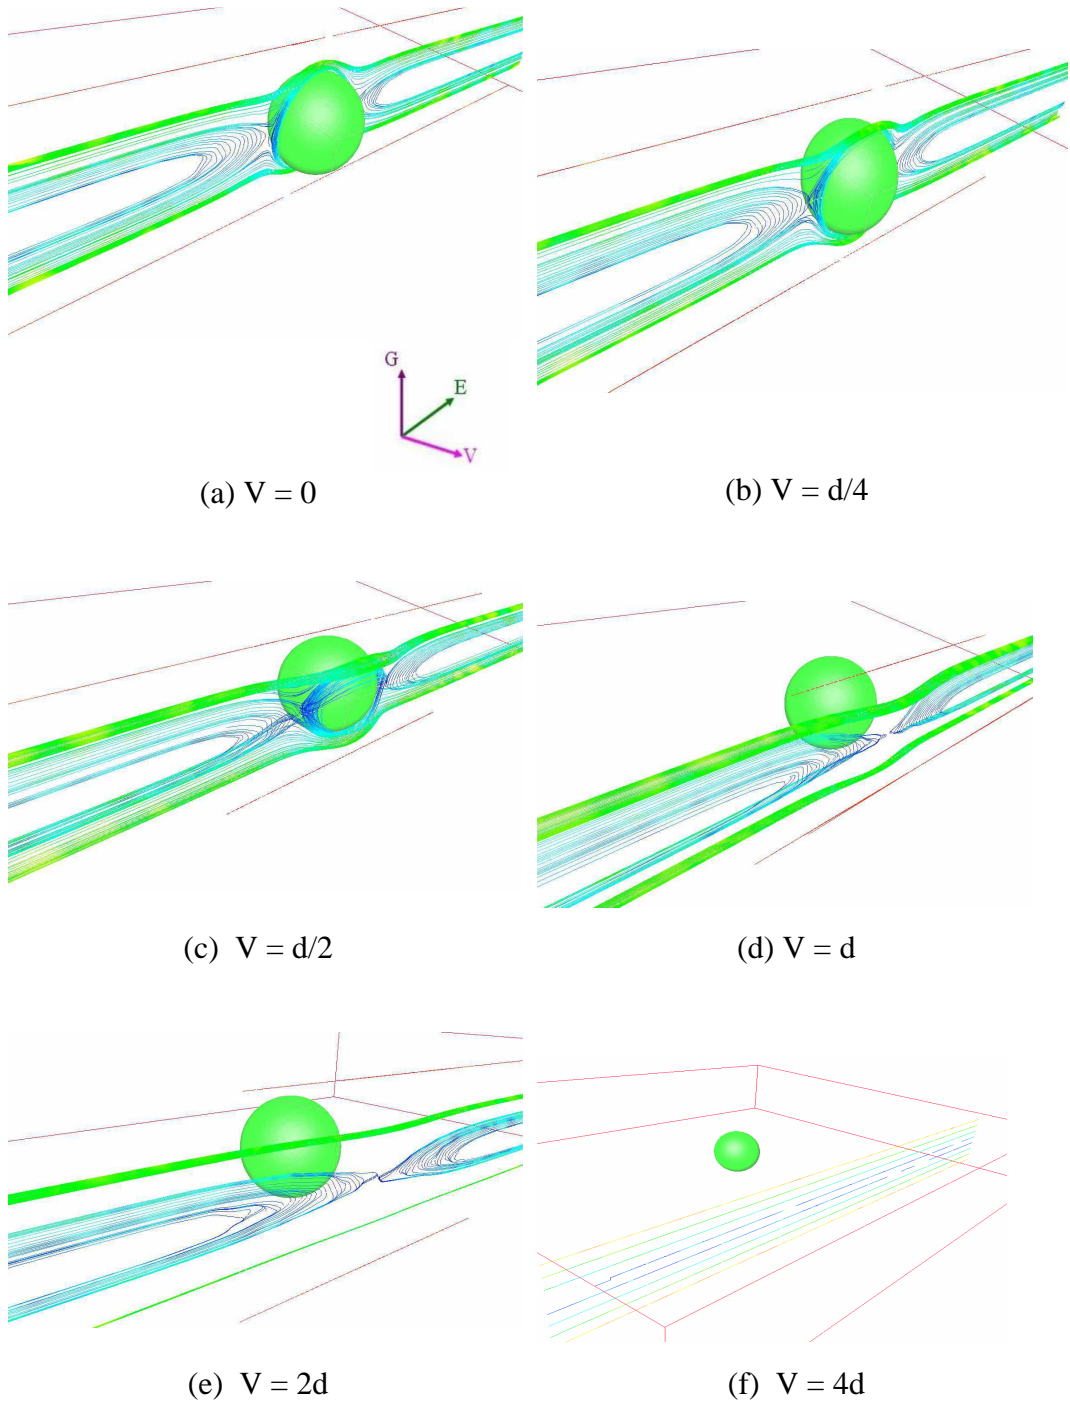 G
E
V
(a) V = 0
(b) V = d/4
(c) V = d/2
(d) V = d
(e) V = 2d
(f) V = 4d